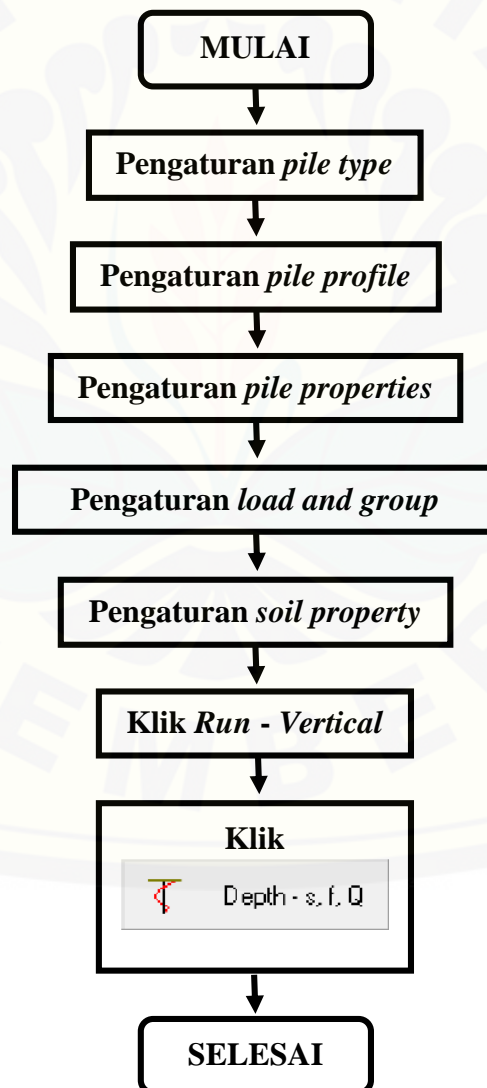 MULAI
Pengaturan pile type
Pengaturan pile profile
Pengaturan pile properties
Pengaturan load and group
Pengaturan soil property
Klik Run - Vertical
Klik
Depth - s, f, Q
SELESAI